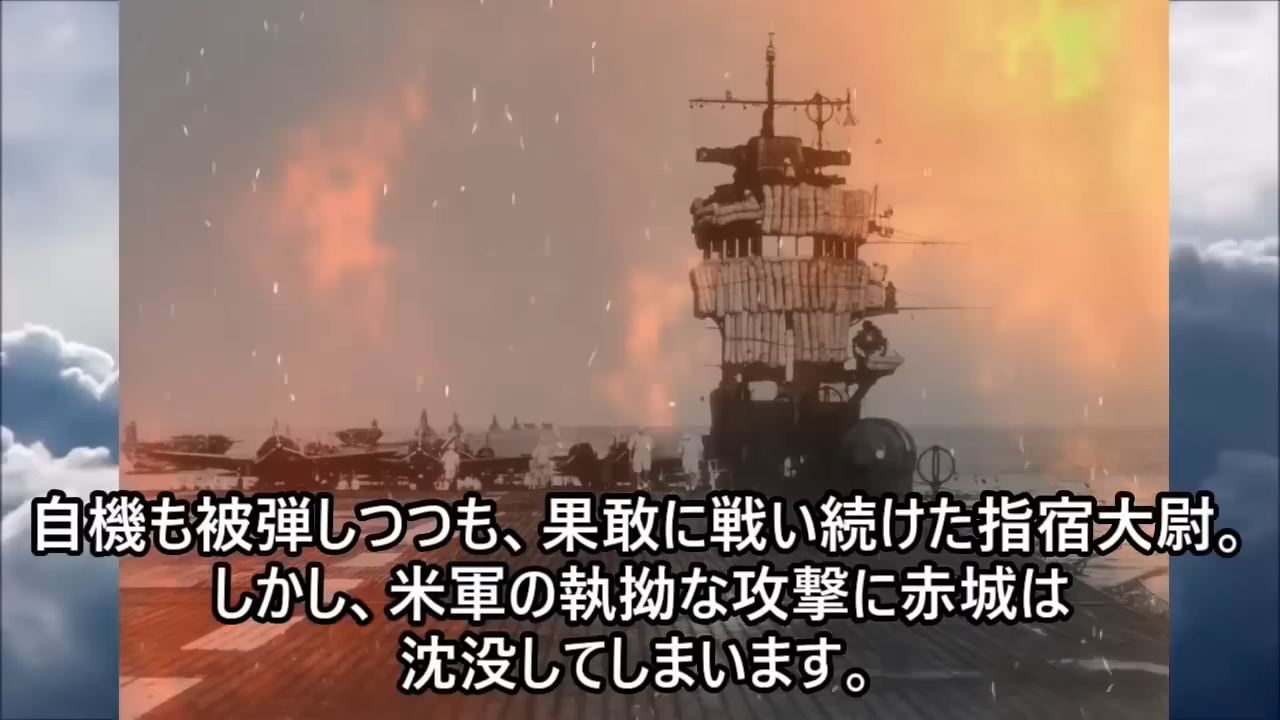 自機も被弾しつつも、果敢に戦い続けた指宿大尉。
しかし、米軍の執拗な攻撃に赤城は
沈没してしまいます。